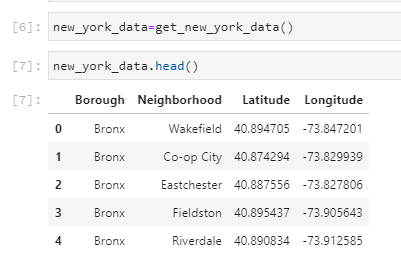 [6]: new_york_data=get_new_york_data()
[7]: new_york_data.head()
[7]:
Borough Neighborhood Latitude Longitude
0 Bronx Wakefield 40.894705 -73.847201
1 Bronx Co-op City 40.874294 -73.829939
2 Bronx Eastchester 40.887556 -73.827806
3 Bronx Fieldston 40.895437 -73.905643
4 Bronx Riverdale 40.890834 -73.912585